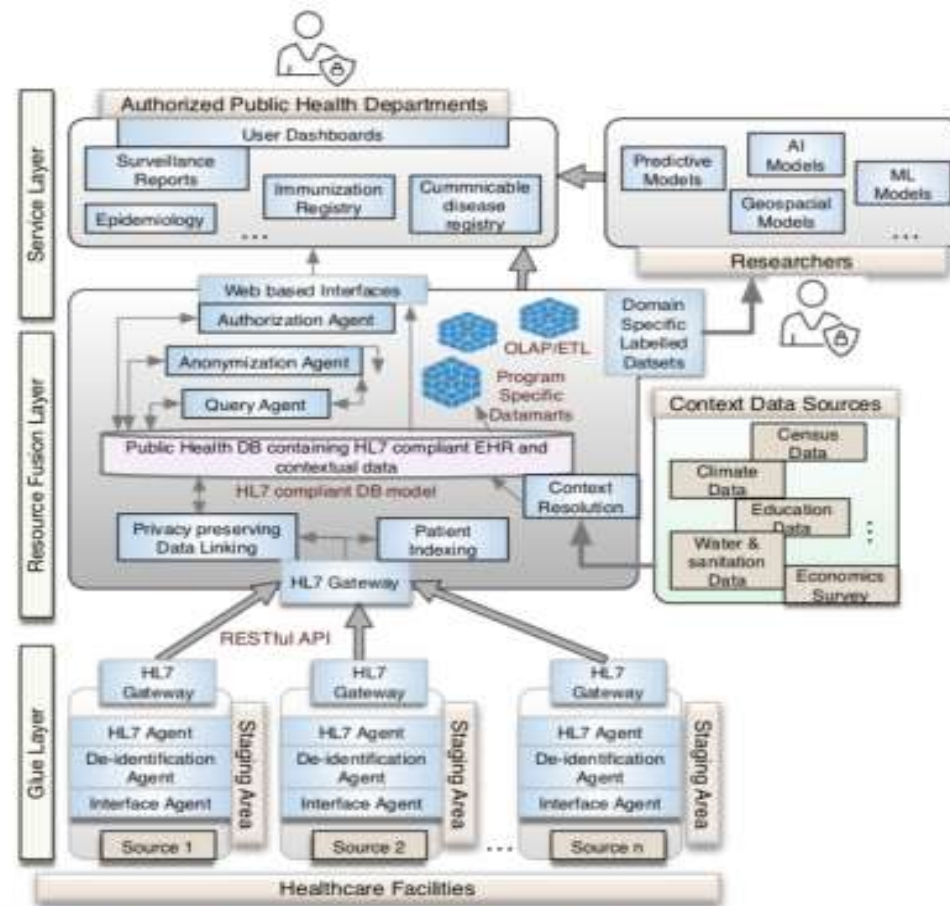 Authorized Public Health Departments
User Dashboards
Surveillance
Reports
Immunization
Registry
Cummnicable
disease
registry
Epidemiology
...
Predictive
Models
AI
Models
ML
Models
Geospacial
Models
...
Researchers
Service Layer
Web based Interfaces
Authorization Agent
Anonymization Agent
Query Agent
OLAP/ETL
Program
Specific
Datamarts
Domain
Specific
Labelled
Datsets
Public Health DB containing HL7 compliant EHR and
contextual data
HL7 compliant DB model
Context
Resolution
Privacy preserving
Data Linking
Patient
Indexing
HL7 Gateway
Resource Fusion Layer
Context Data Sources
Census
Data
Climate
Data
Education
Data
...
Water &
sanitation Data
Economics
Survey
RESTful API
Glue Layer
HL7
Gateway
HL7 Agent
De-identification
Agent
Interface Agent
Source 1
Staging Area
HL7
Gateway
HL7 Agent
De-identification
Agent
Interface Agent
Source 2
Staging Area
...
HL7
Gateway
HL7 Agent
De-identification
Agent
Interface Agent
Source n
Staging Area
Healthcare Facilities